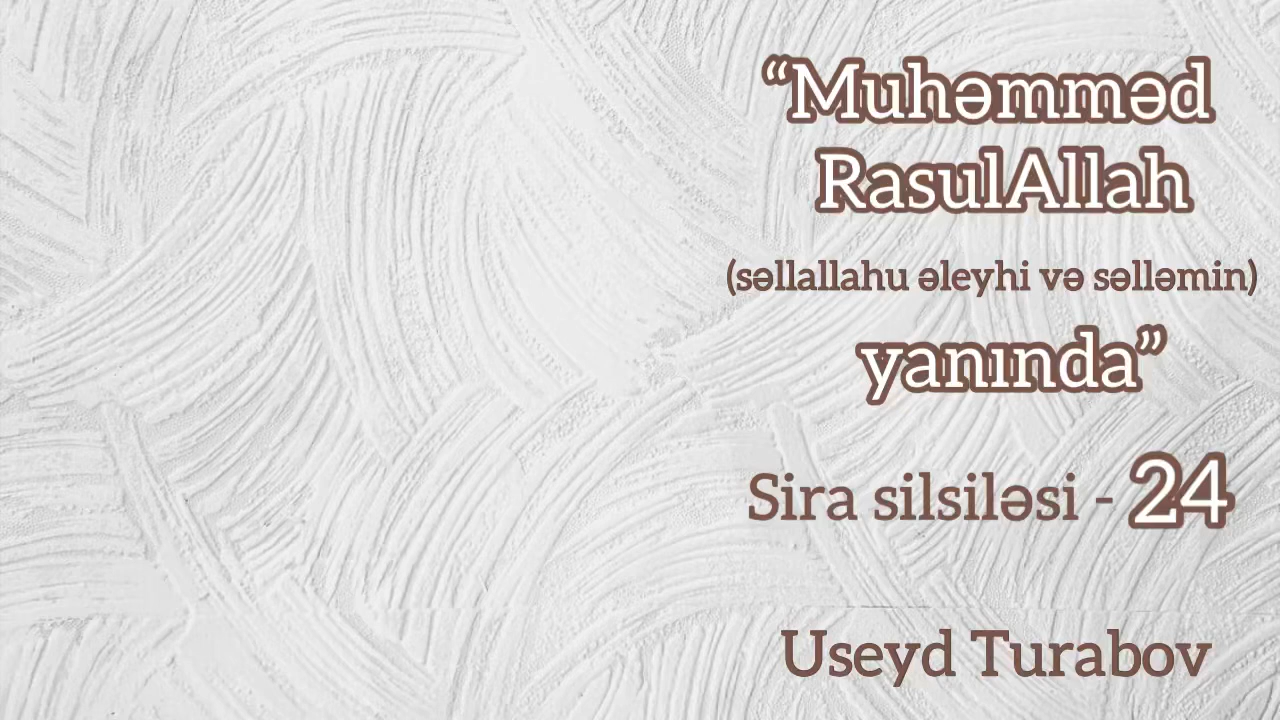 “Muhəmməd
RasulAllah
(səllallahu əleyhi və səlləmin)
yanında”
Sira silsiləsi - 24
Useyd Turabov